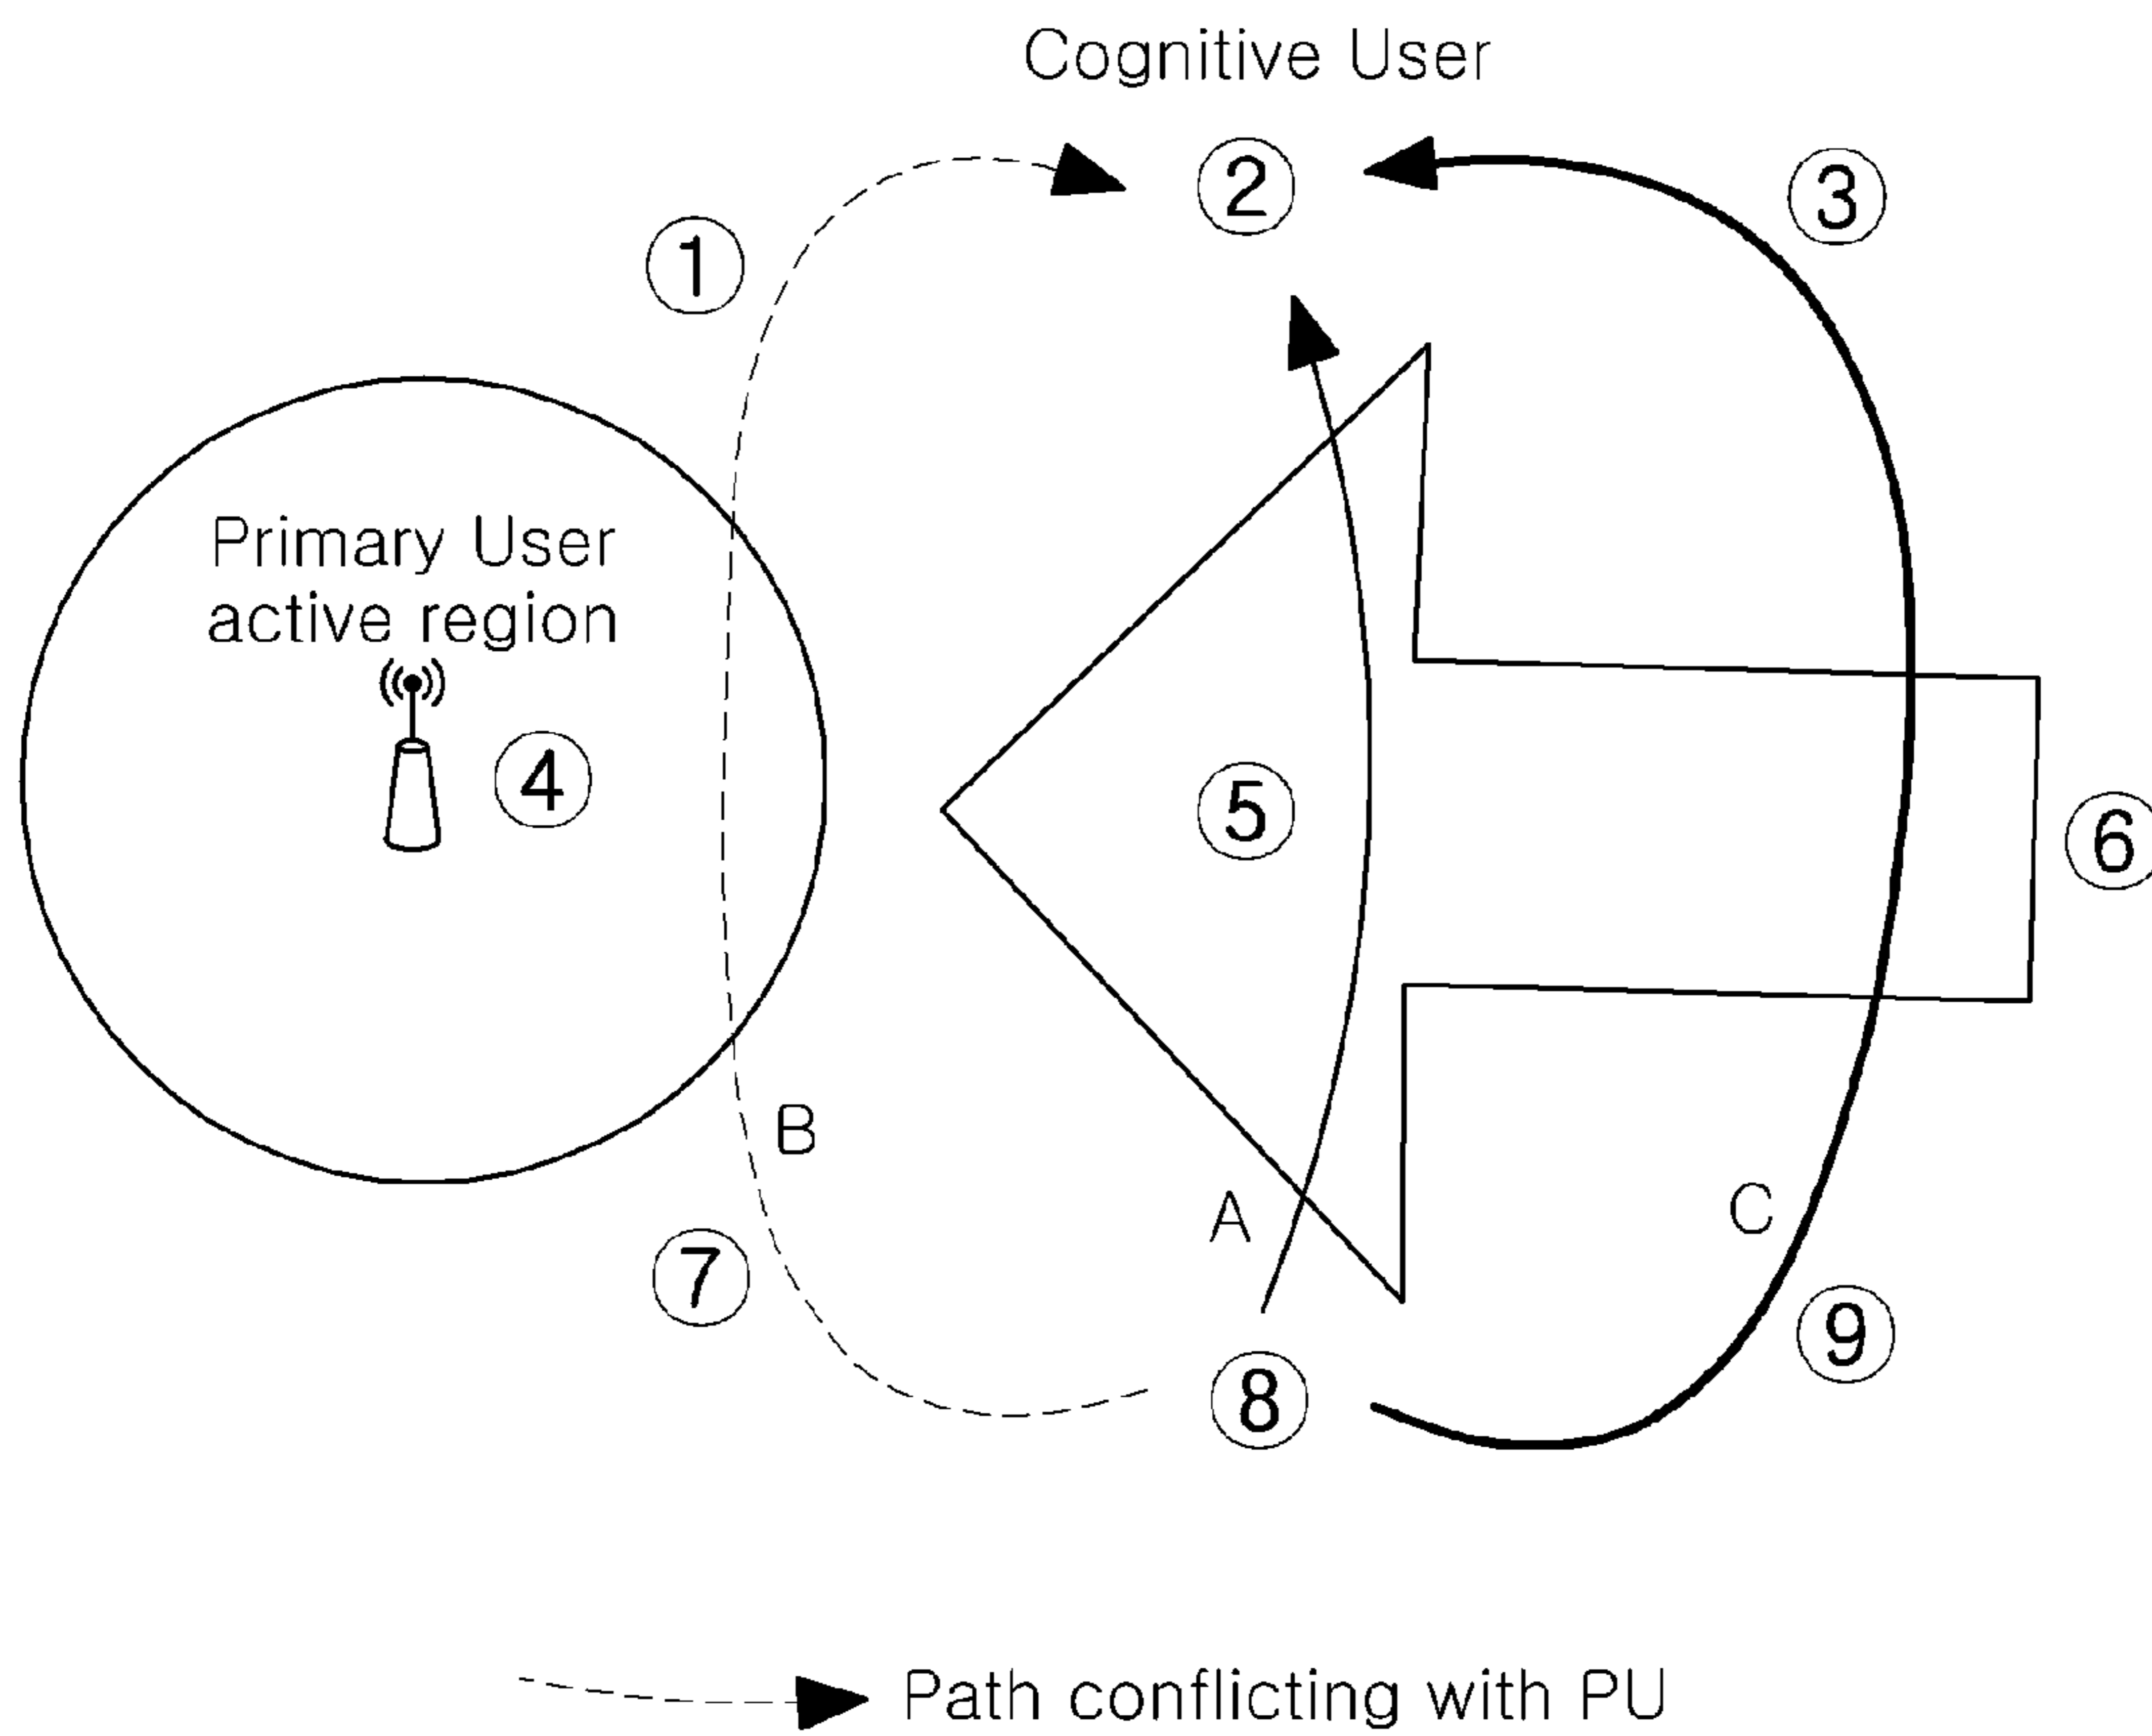 Cognitive User
②
③
①
Primary User
active region
④
⑤
⑥
B
A
C
⑦
⑨
⑧
Path conflicting with PU